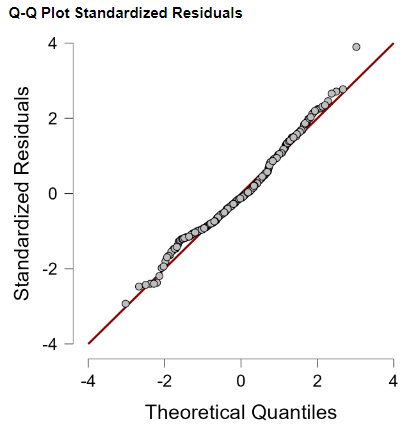 Q-Q Plot Standardized Residuals
4
2
0
-2
-4
Standardized Residuals
-4 -2 0 2 4
Theoretical Quantiles